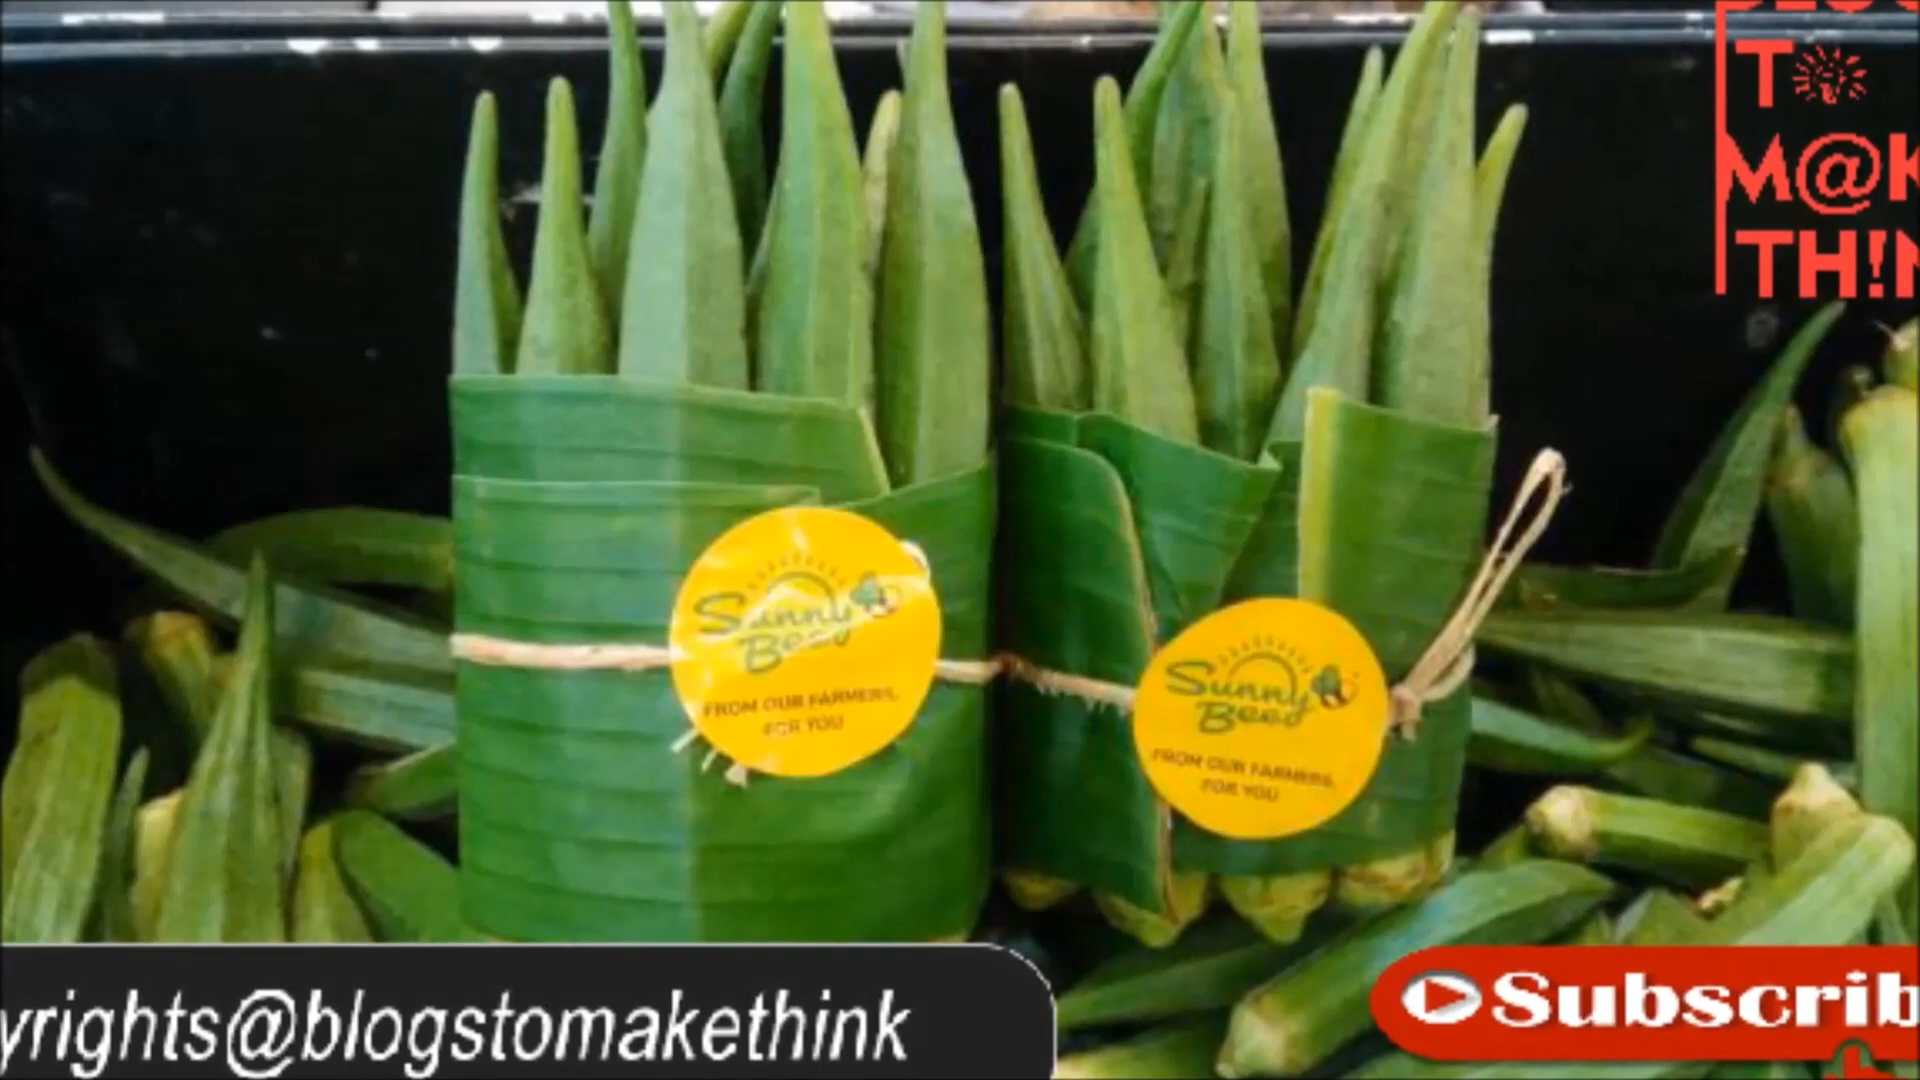 T
M@K
TH!N
Sunny
Bee
FROM OUR FARMERS,
FOR YOU
Sunny
Bee
FROM OUR FARMERS,
FOR YOU
yrights@blogstomakethink
Subscrib